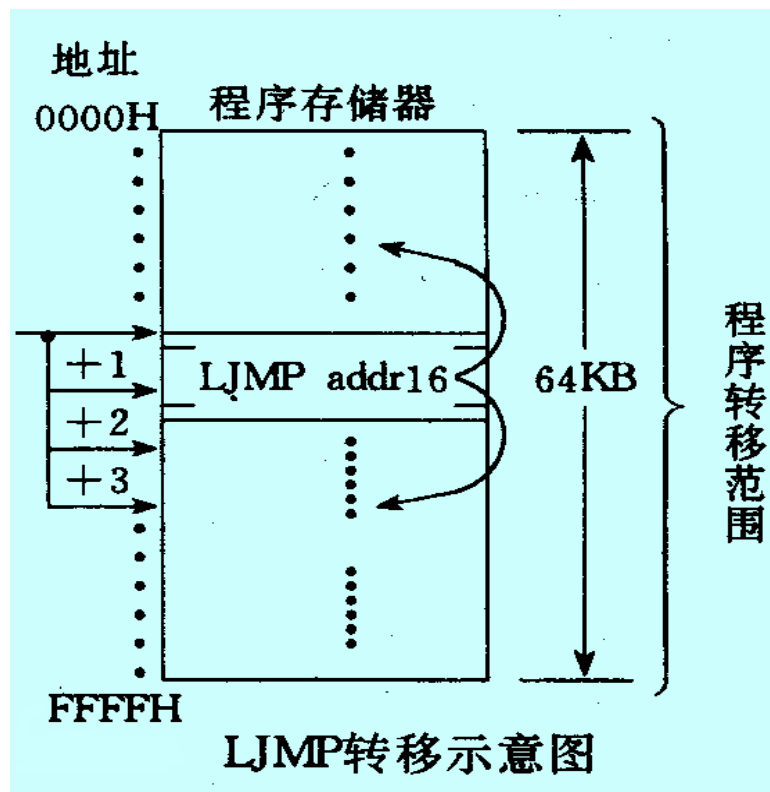 地址
0000H
程序存储器
+1
LJMP addr16
64KB
+2
+3
程序转移范围
FFFFH
LJMP转移示意图